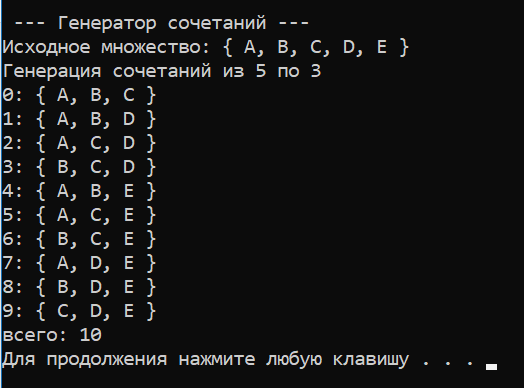 --- Генератор сочетаний ---
Исходное множество: { A, B, C, D, E }
Генерация сочетаний из 5 по 3
0: { A, B, C }
1: { A, B, D }
2: { A, C, D }
3: { B, C, D }
4: { A, B, E }
5: { A, C, E }
6: { B, C, E }
7: { A, D, E }
8: { B, D, E }
9: { C, D, E }
всего: 10
Для продолжения нажмите любую клавишу . . .